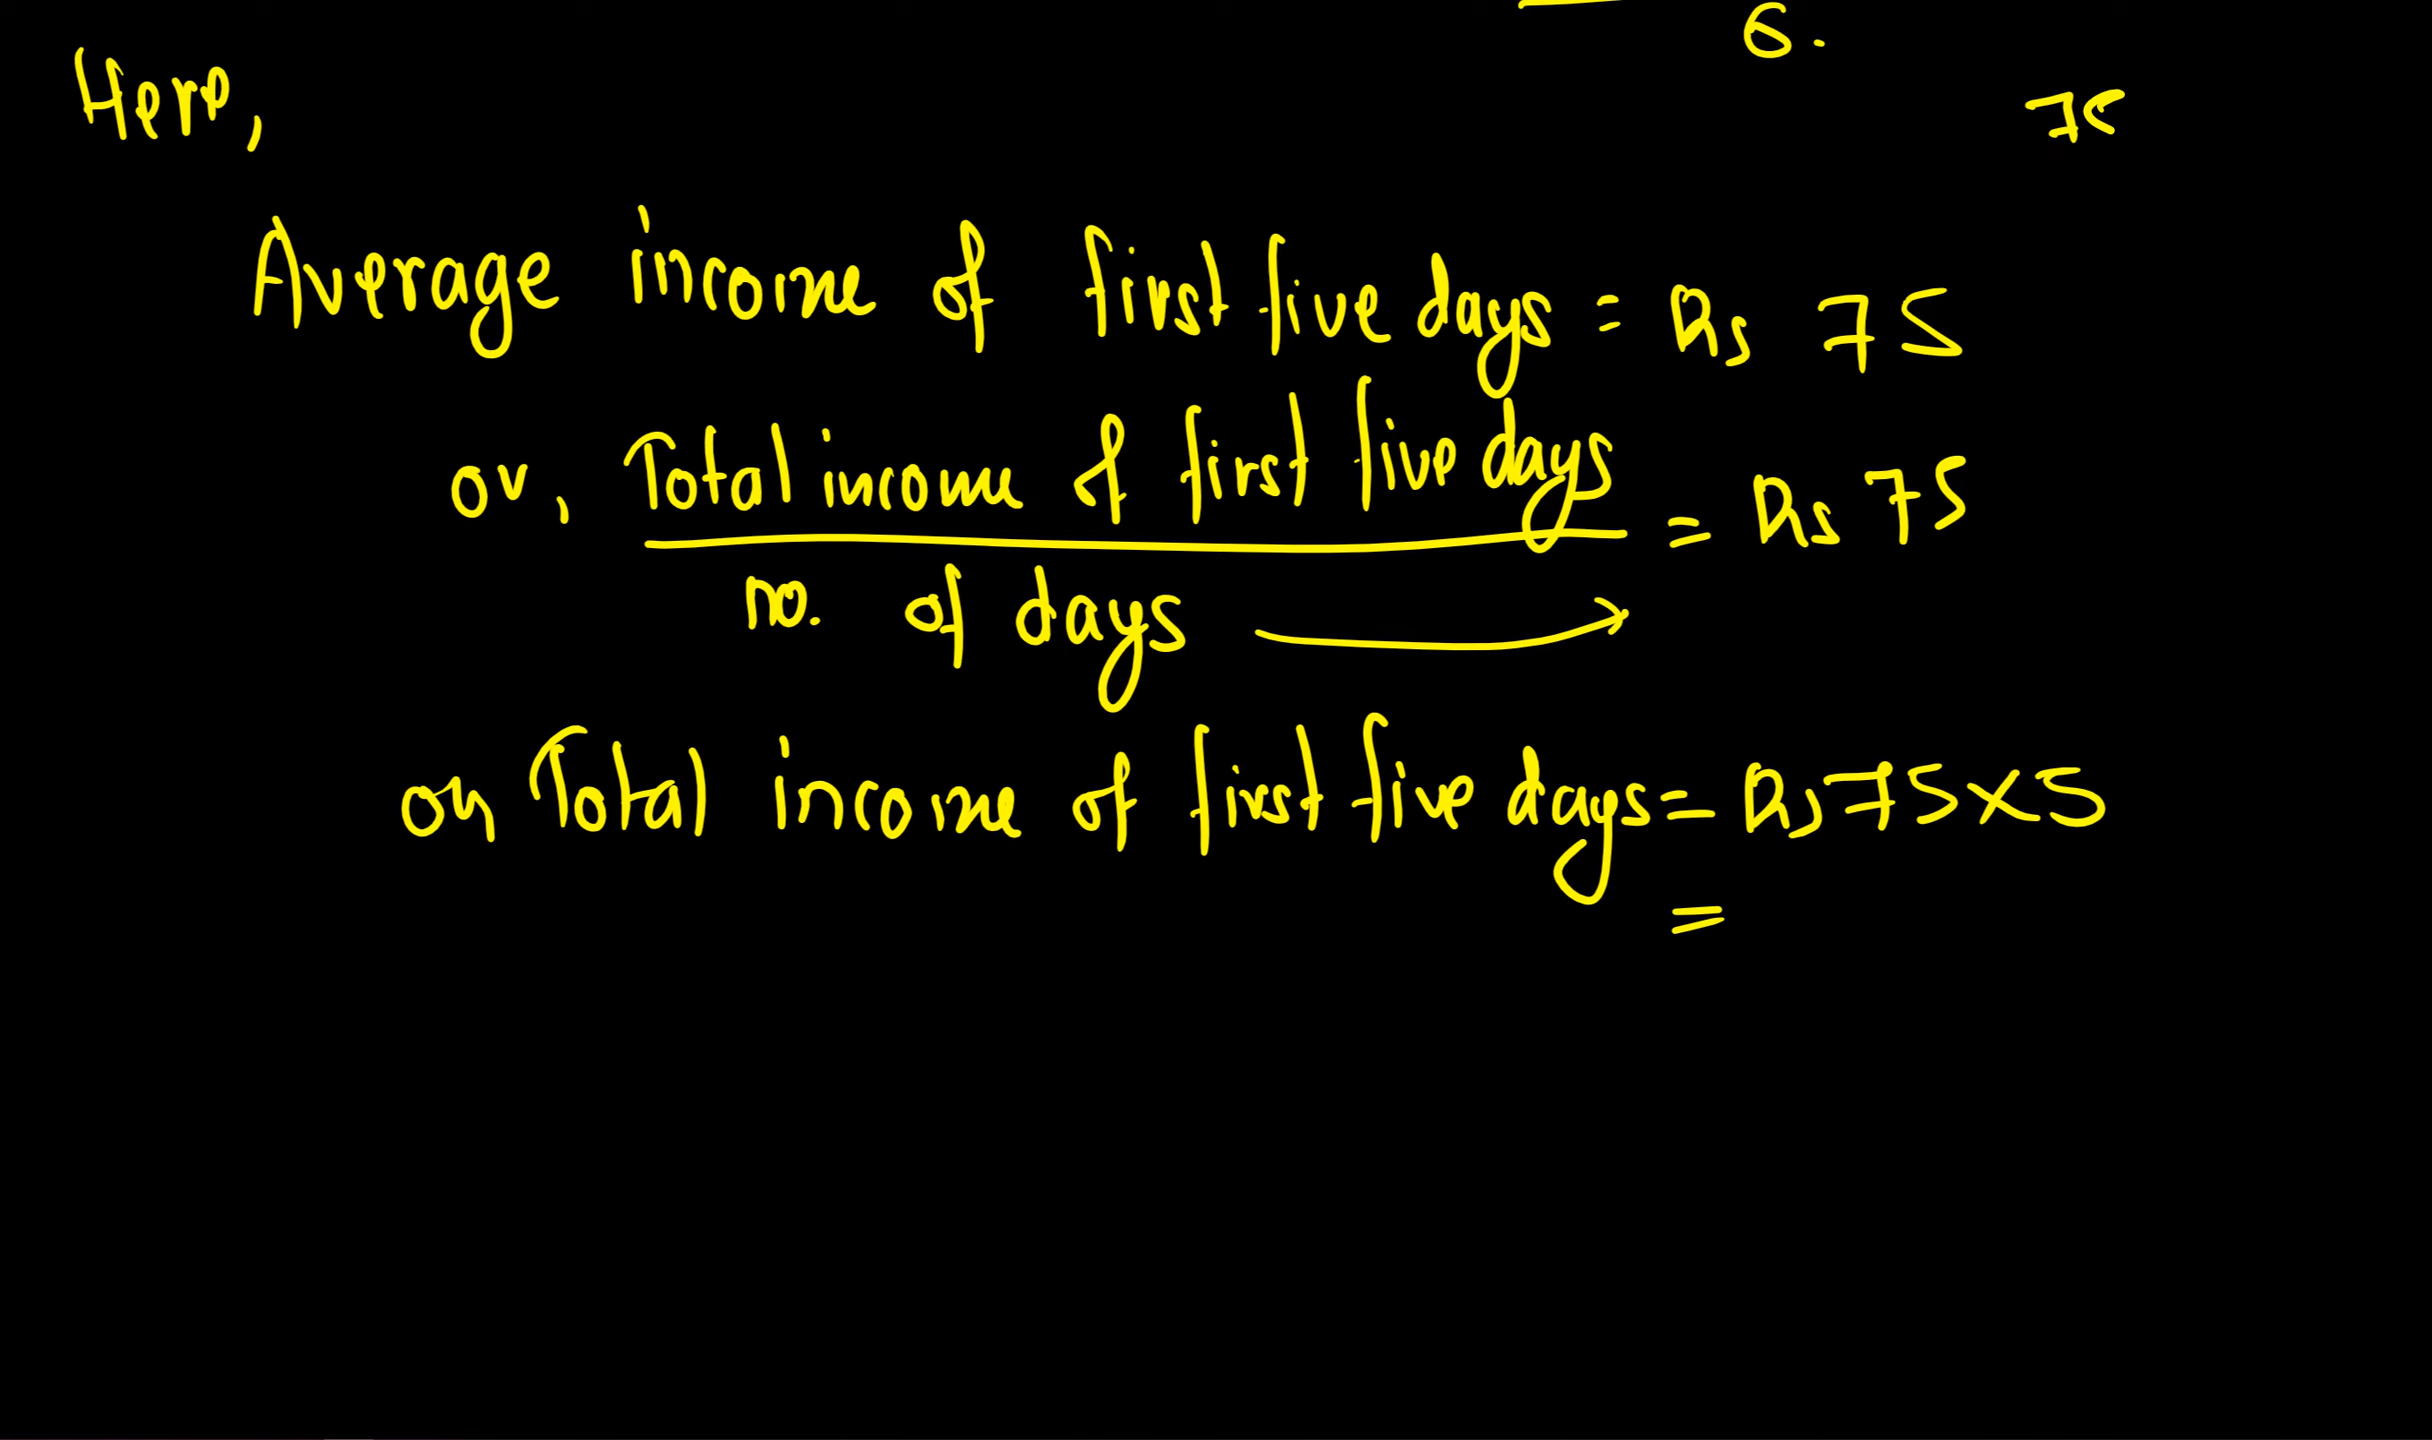 6.
Here,
75
Average income of first five days = Rs 75
or, Total income of first five days = Rs 75
no. of days
or, Total income of first five days = Rs 75 × 5
=